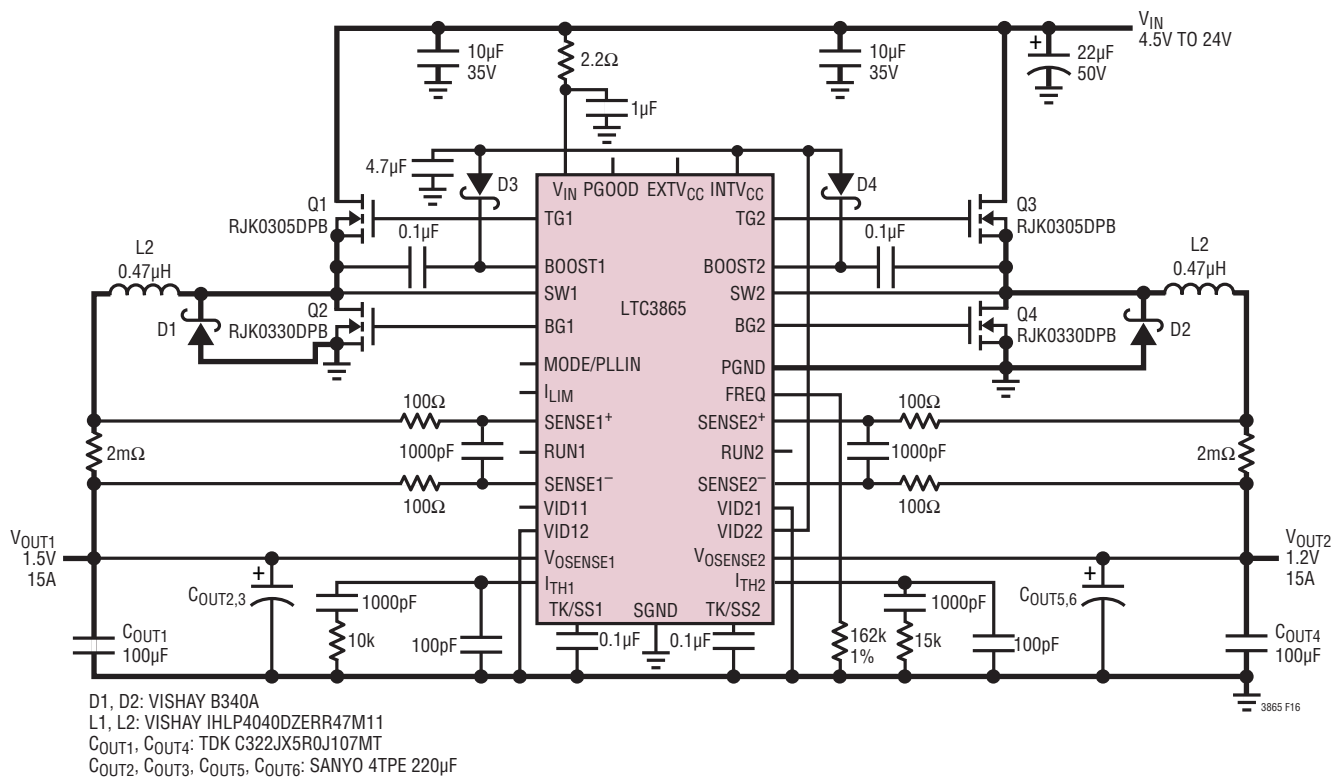 VIN
4.5V TO 24V
10µF
35V
2.2Ω
10µF
35V
+
22µF
50V
1µF
4.7µF
D3
VIN PGOOD EXTVCC INTVCC
D4
Q1
RJK0305DPB
TG1
TG2
Q3
RJK0305DPB
0.1µF
0.1µF
L2
0.47µH
BOOST1
BOOST2
L2
0.47µH
SW1
LTC3865
SW2
D1
Q2
RJK0330DPB
BG1
BG2
Q4
RJK0330DPB
D2
MODE/PLLIN
PGND
ILIM
FREQ
100Ω
SENSE1+
SENSE2+
100Ω
2mΩ
1000pF
RUN1
RUN2
1000pF
2mΩ
100Ω
SENSE1–
SENSE2–
100Ω
VID11
VID21
VID12
VID22
VOUT1
1.5V
15A
VOSENSE1
VOSENSE2
VOUT2
1.2V
15A
+
COUT2,3
ITH1
ITH2
+
COUT5,6
1000pF
TK/SS1
SGND
TK/SS2
1000pF
COUT1
100µF
10k
100pF
0.1µF
0.1µF
162k
1%
15k
100pF
COUT4
100µF
3865 F16
D1, D2: VISHAY B340A
L1, L2: VISHAY IHLP4040DZERR47M11
COUT1, COUT4: TDK C322JX5R0J107MT
COUT2, COUT3, COUT5, COUT6: SANYO 4TPE 220µF